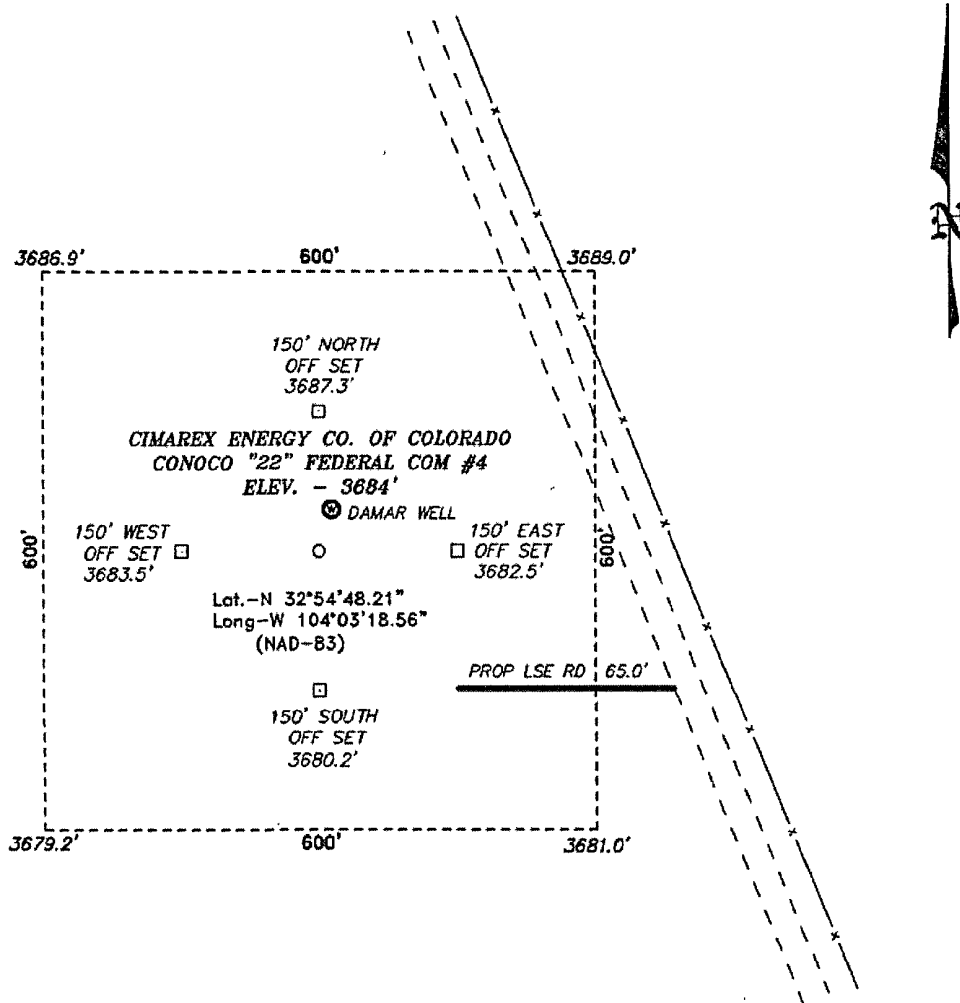 N
3686.9' 600' 3689.0'
150' NORTH
OFF SET
3687.3'
CIMAREX ENERGY CO. OF COLORADO
CONOCO "22" FEDERAL COM #4
ELEV. - 3684'
W DAMAR WELL
150' WEST
OFF SET
3683.5'
600'
150' EAST
OFF SET
3682.5'
600'
Lat.-N 32°54'48.21"
Long-W 104°03'18.56"
(NAD-83)
PROP LSE RD 65.0'
150' SOUTH
OFF SET
3680.2'
3679.2' 600' 3681.0'